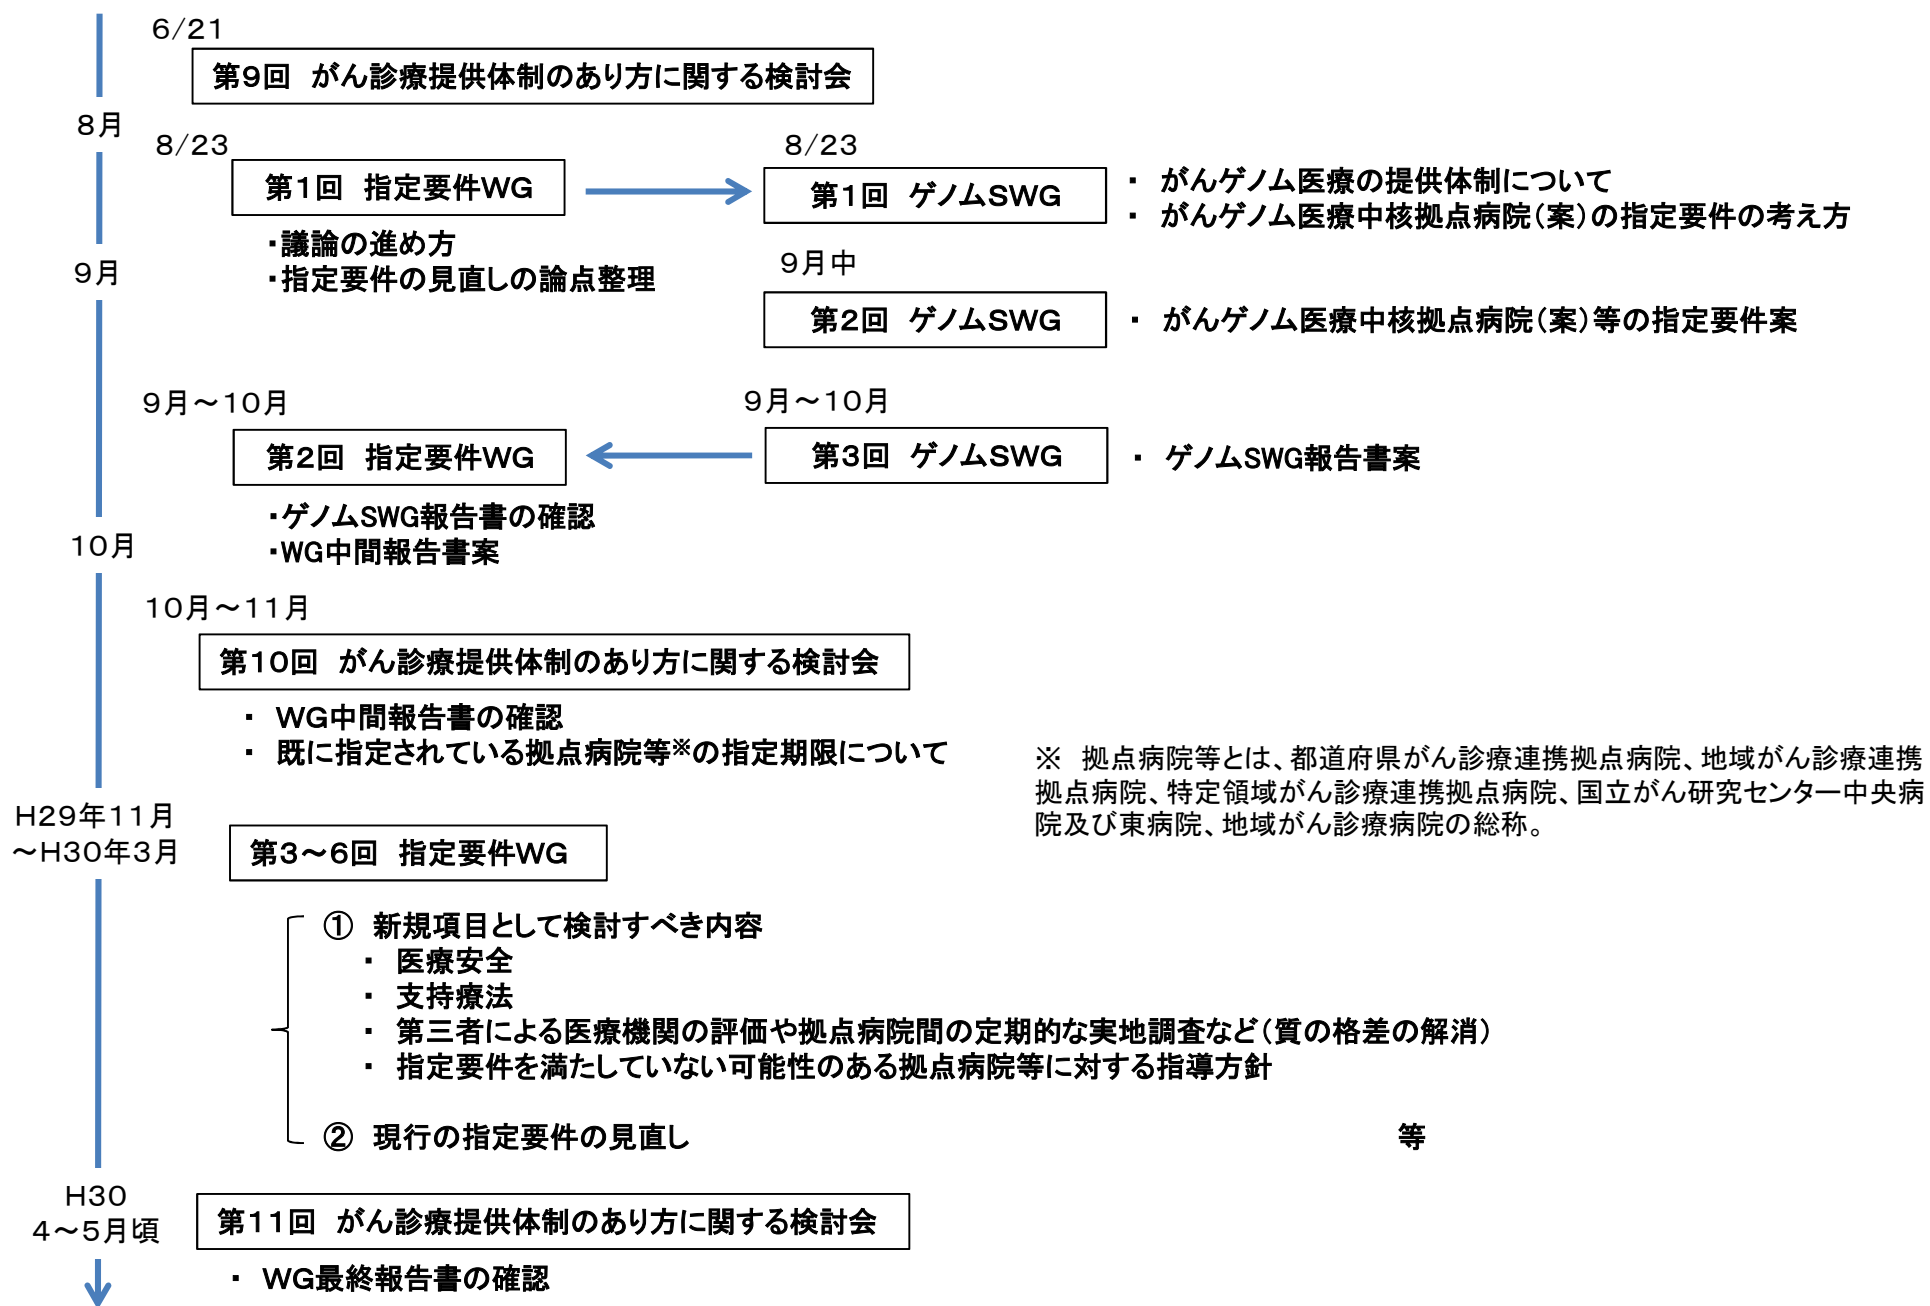 6/21
第9回　がん診療提供体制のあり方に関する検討会
8月
8/23
第1回　指定要件WG
・議論の進め方
・指定要件の見直しの論点整理
8/23
第1回　ゲノムSWG
・　がんゲノム医療の提供体制について
・　がんゲノム医療中核拠点病院（案）の指定要件の考え方
9月
9月中
第2回　ゲノムSWG
・　がんゲノム医療中核拠点病院（案）等の指定要件案
9月～10月
第2回　指定要件WG
・ゲノムSWG報告書の確認
・WG中間報告書案
9月～10月
第3回　ゲノムSWG
・　ゲノムSWG報告書案
10月
10月～11月
第10回　がん診療提供体制のあり方に関する検討会
・　WG中間報告書の確認
・　既に指定されている拠点病院等※の指定期限について
※　拠点病院等とは、都道府県がん診療連携拠点病院、地域がん診療連携
拠点病院、特定領域がん診療連携拠点病院、国立がん研究センター中央病
院及び東病院、地域がん診療病院の総称。
H29年11月
～H30年3月
第3～6回　指定要件WG
①　新規項目として検討すべき内容
・　医療安全
・　支持療法
・　第三者による医療機関の評価や拠点病院間の定期的な実地調査など（質の格差の解消）
・　指定要件を満たしていない可能性のある拠点病院等に対する指導方針
②　現行の指定要件の見直し　等
H30
4～5月頃
第11回　がん診療提供体制のあり方に関する検討会
・　WG最終報告書の確認